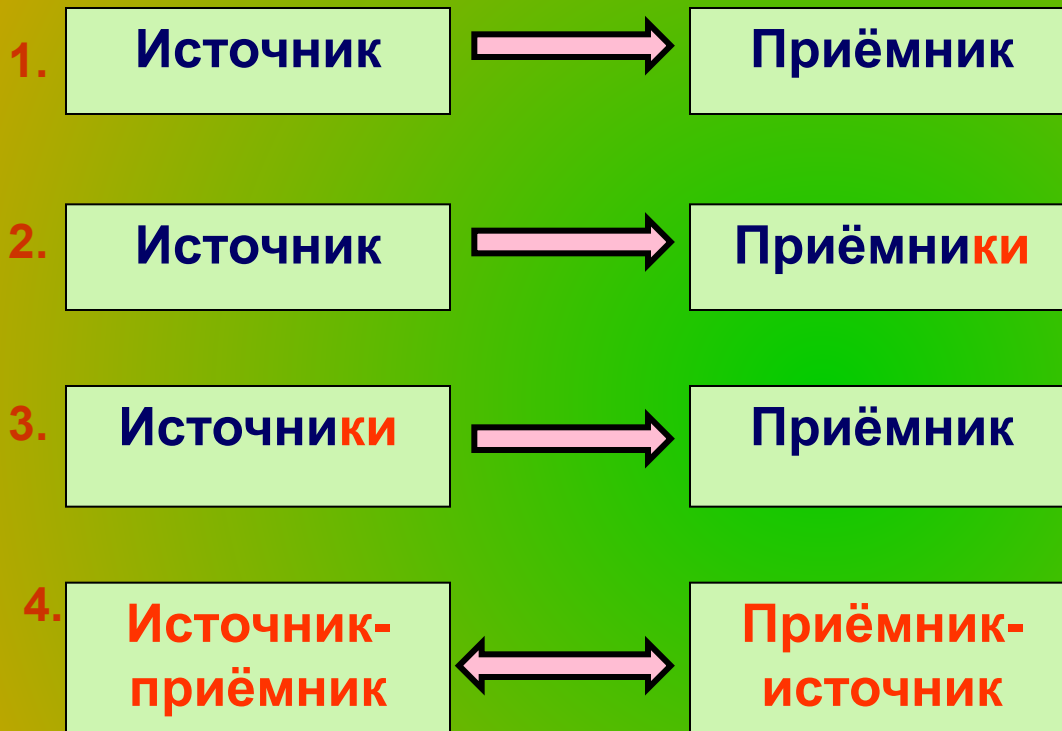 1. Источник Приёмник
2. Источник Приёмники
3. Источники Приёмник
4. Источник- Приёмник-
приёмник источник